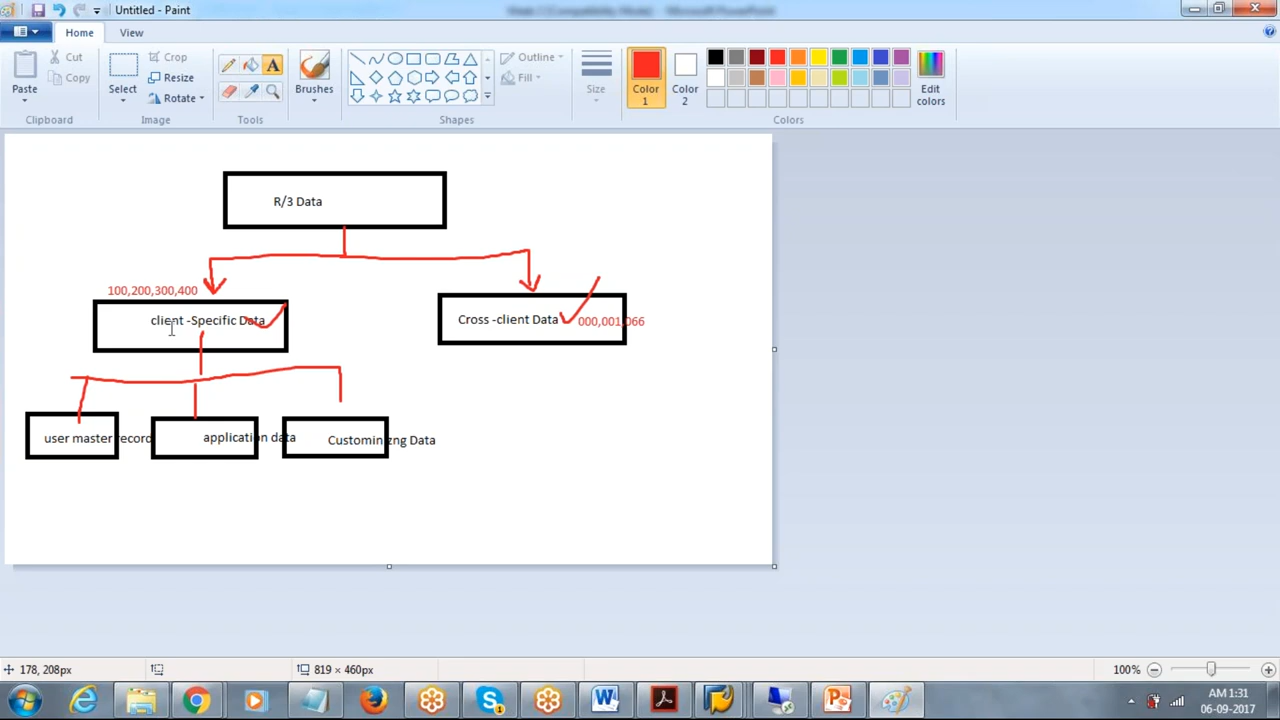 Untitled - Paint
Home
View
Paste
Cut
Copy
Clipboard
Select
Crop
Resize
Rotate
Image
Tools
Brushes
Outline
Fill
Shapes
Size
Color 1
Color 2
Edit colors
Colors
R/3 Data
100,200,300,400
client -Specific Data
Cross -client Data
000,001,066
user master record
application data
Custominizng Data
178, 208px
819 × 460px
100%
AM 1:31
06-09-2017